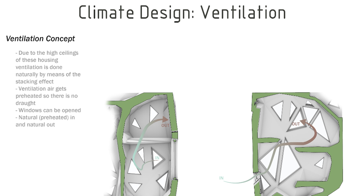 Climate Design: Ventilation
Ventilation Concept
- Due to the high ceilings
of these housing
ventilation is done
naturally by means of the
stacking effect
- Ventilation air gets
preheated so there is no
draught
- Windows can be opened
- Natural (preheated) in
and natural out